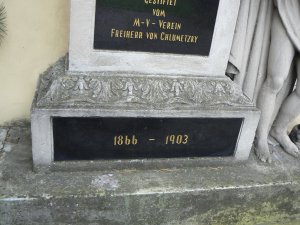 GESTIFTET
VOM
M-V-VEREIN
FREIHERR VON CHLUMETZKY
1866 - 1903